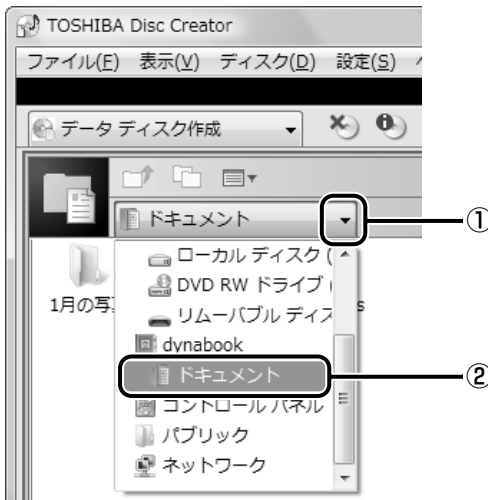 TOSHIBA Disc Creator
ファイル(F) 表示(V) ディスク(D) 設定(S)
データ ディスク作成
ドキュメント
①
ローカル ディスク (
DVD RW ドライブ (
1月の写
s
リムーバブル ディス
dynabook
ドキュメント
②
コントロール パネル
パブリック
ネットワーク